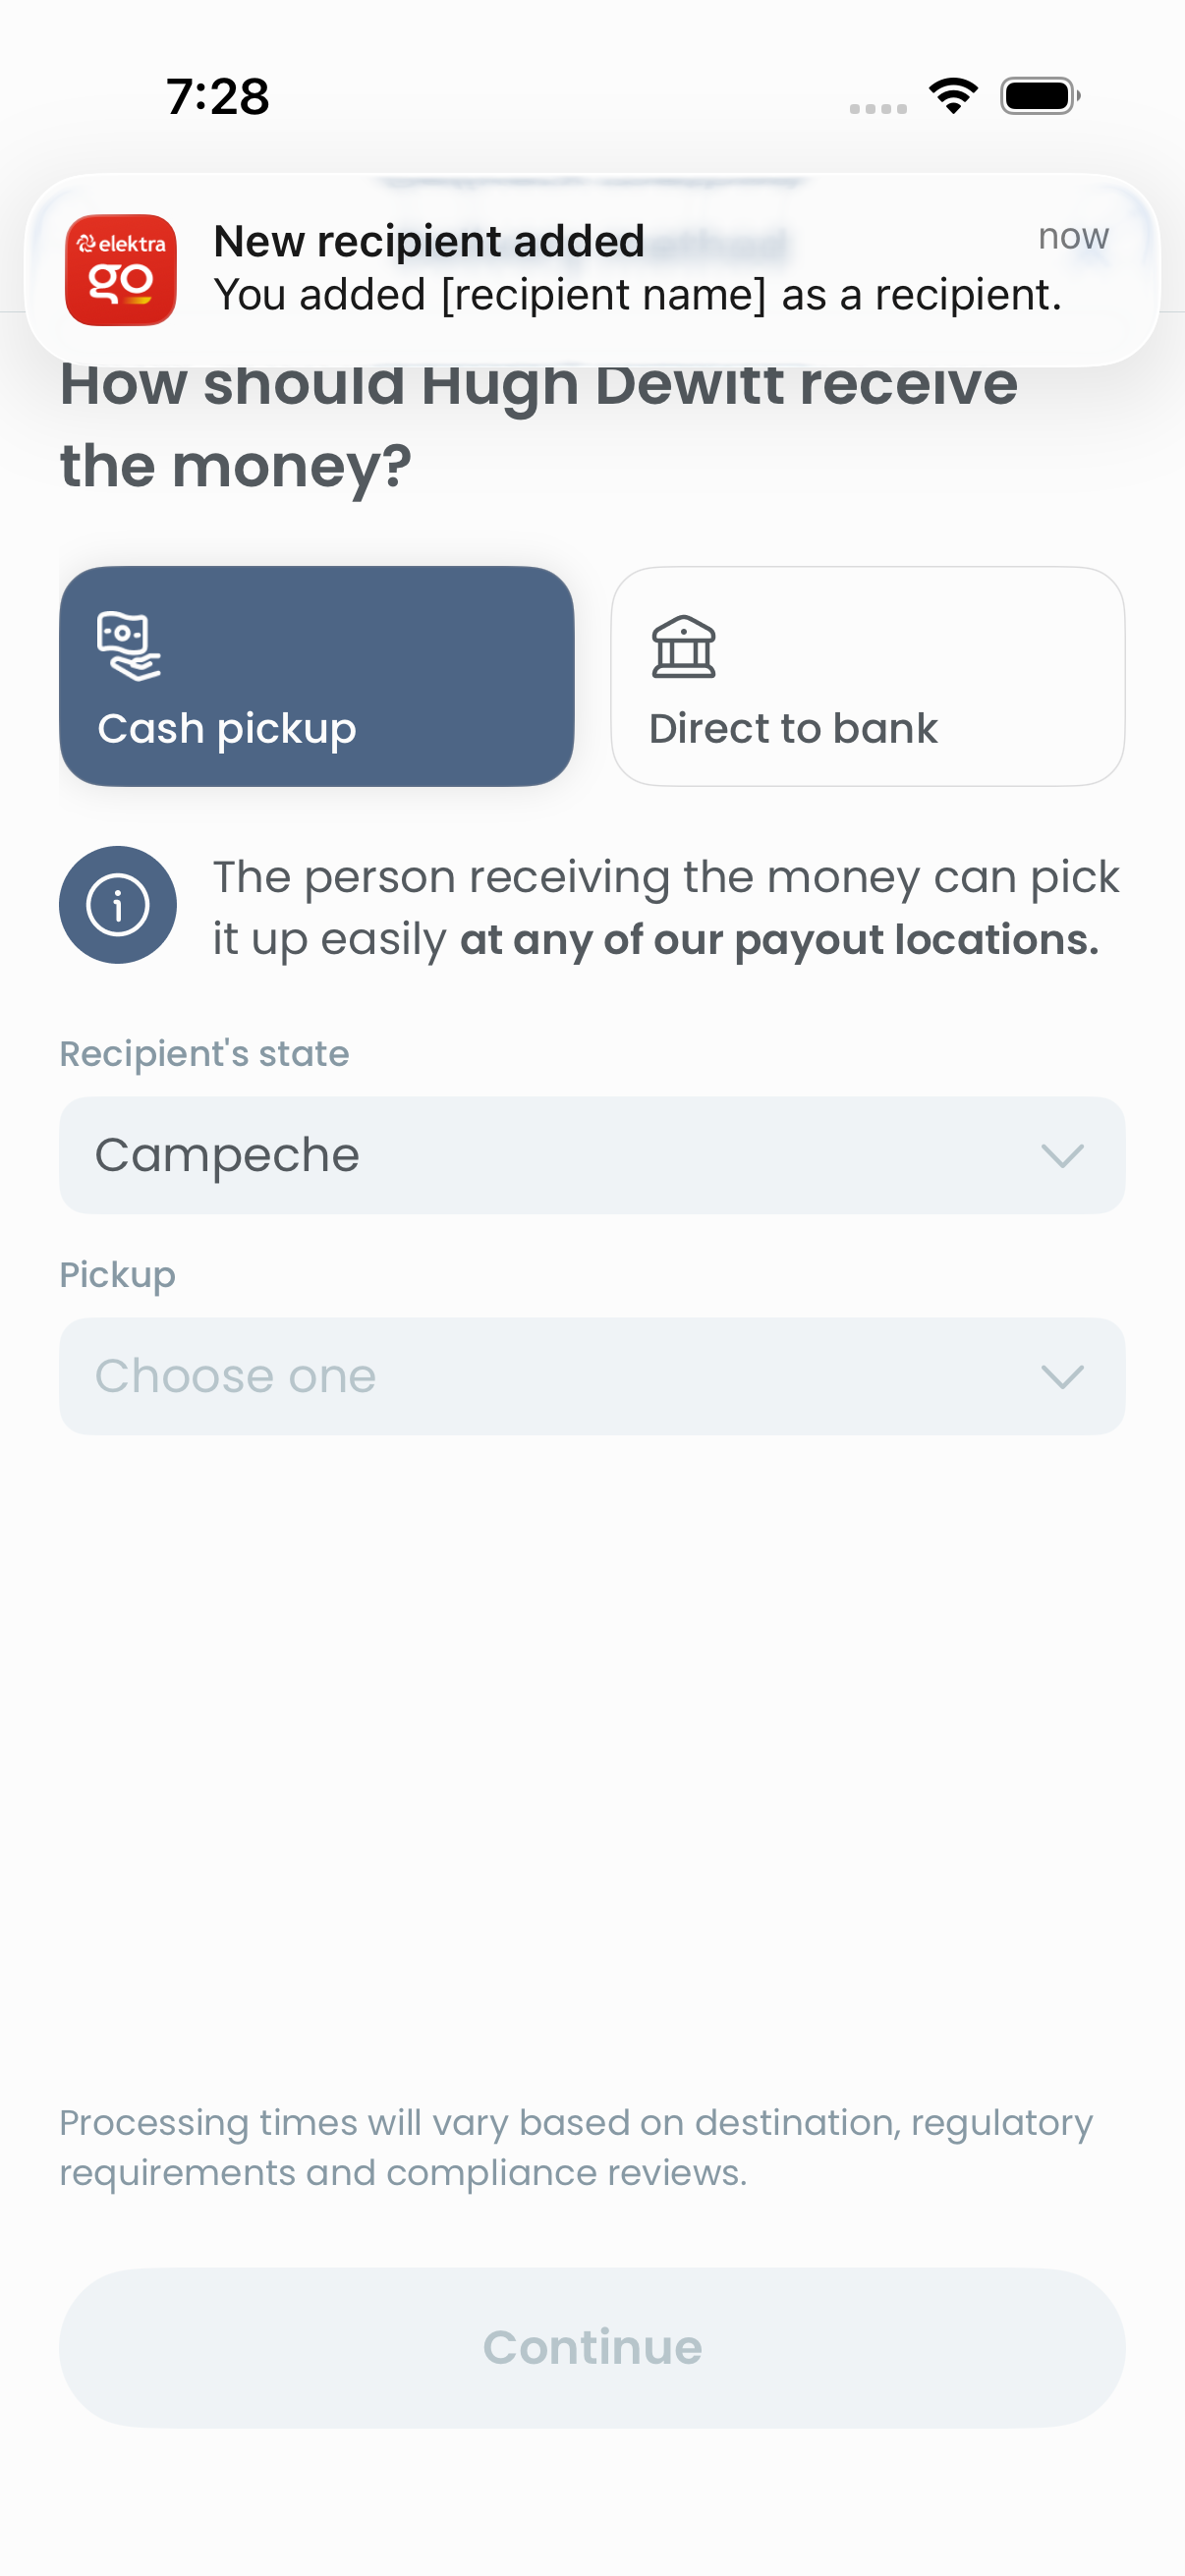 7:28
elektra
go
New recipient added
now
You added [recipient name] as a recipient.
How should Hugh Dewitt receive
the money?
Cash pickup
Direct to bank
The person receiving the money can pick
it up easily at any of our payout locations.
Recipient's state
Campeche
Pickup
Choose one
Processing times will vary based on destination, regulatory
requirements and compliance reviews.
Continue